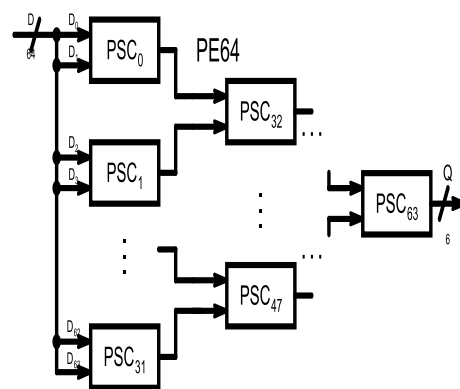 D
64
D0
D1
PSC0
PE64
PSC32
...
D2
D3
PSC1
Q
PSC63
6
...
PSC47
D62
D63
PSC31